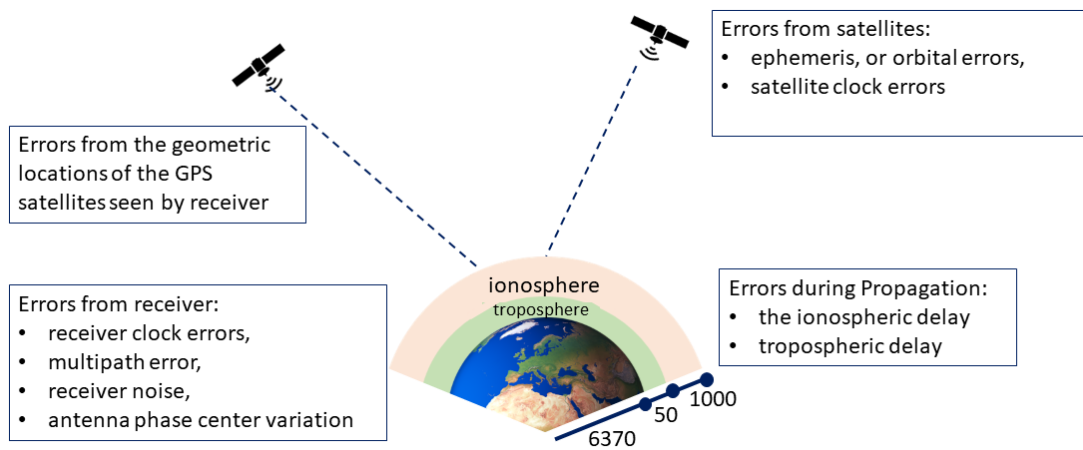 Errors from satellites:
• ephemeris, or orbital errors,
• satellite clock errors
Errors from the geometric
locations of the GPS
satellites seen by receiver
ionosphere
troposphere
Errors from receiver:
• receiver clock errors,
• multipath error,
• receiver noise,
• antenna phase center variation
Errors during Propagation:
• the ionospheric delay
• tropospheric delay
1000
50
6370